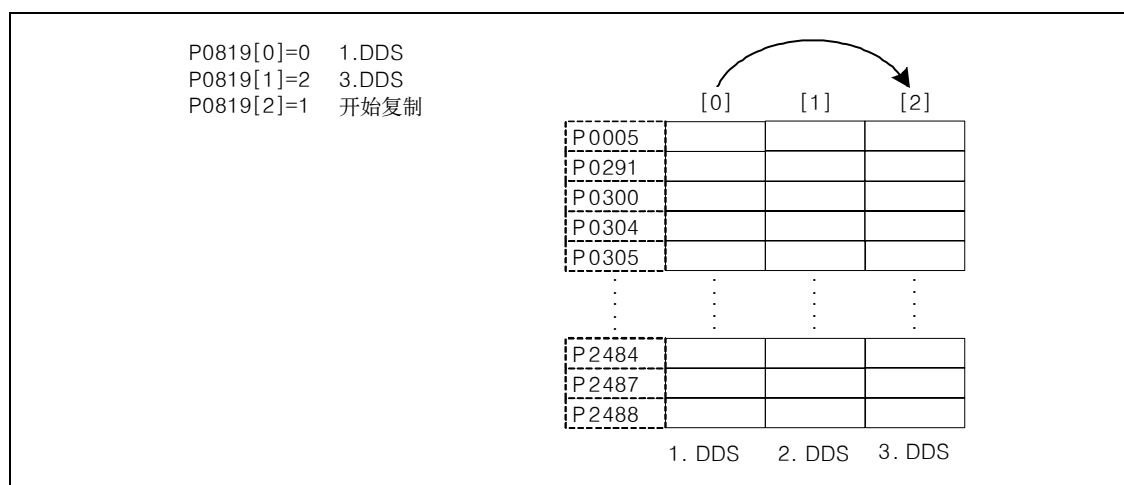 P0819[0]=0 1.DDS
P0819[1]=2 3.DDS
P0819[2]=1 开始复制
[0] [1] [2]
P0005
P0291
P0300
P0304
P0305
P2484
P2487
P2488
1. DDS 2. DDS 3. DDS